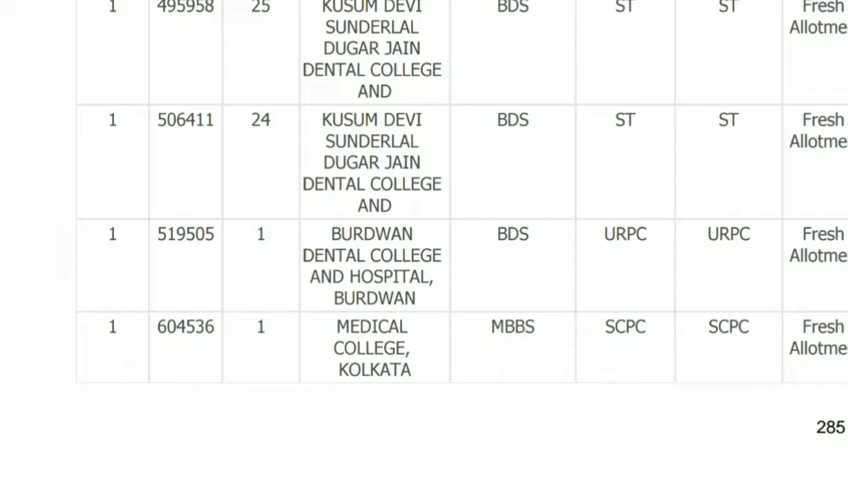 1 495958 25 KUSUM DEVI BDS ST ST Fresh
SUNDERLAL Allotme
DUGAR JAIN
DENTAL COLLEGE
AND
1 506411 24 KUSUM DEVI BDS ST ST Fresh
SUNDERLAL Allotme
DUGAR JAIN
DENTAL COLLEGE
AND
1 519505 1 BURDWAN BDS URPC URPC Fresh
DENTAL COLLEGE Allotme
AND HOSPITAL,
BURDWAN
1 604536 1 MEDICAL MBBS SCPC SCPC Fresh
COLLEGE, Allotme
KOLKATA
285